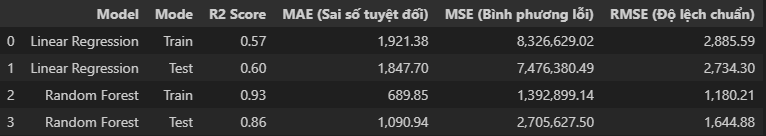 Model Mode R2 Score MAE (Sai số tuyệt đối) MSE (Bình phương lỗi) RMSE (Độ lệch chuẩn)
0 Linear Regression Train 0.57 1,921.38 8,326,629.02 2,885.59
1 Linear Regression Test 0.60 1,847.70 7,476,380.49 2,734.30
2 Random Forest Train 0.93 689.85 1,392,899.14 1,180.21
3 Random Forest Test 0.86 1,090.94 2,705,627.50 1,644.88